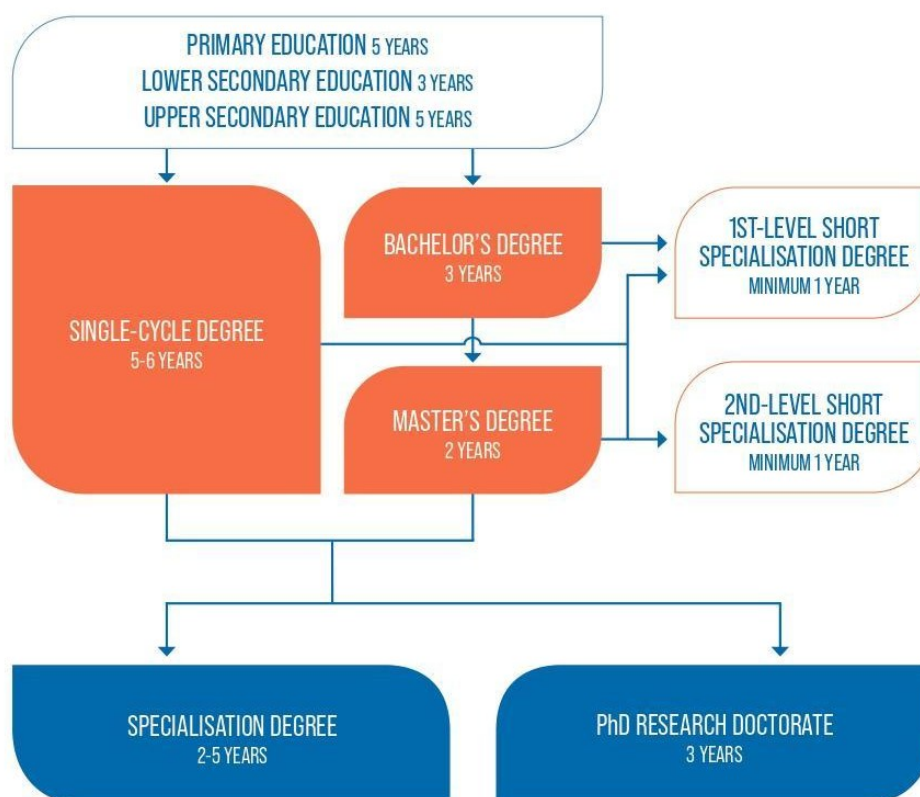 PRIMARY EDUCATION 5 YEARS
LOWER SECONDARY EDUCATION 3 YEARS
UPPER SECONDARY EDUCATION 5 YEARS
SINGLE-CYCLE DEGREE
5-6 YEARS
BACHELOR'S DEGREE
3 YEARS
1ST-LEVEL SHORT
SPECIALISATION DEGREE
MINIMUM 1 YEAR
MASTER'S DEGREE
2 YEARS
2ND-LEVEL SHORT
SPECIALISATION DEGREE
MINIMUM 1 YEAR
SPECIALISATION DEGREE
2-5 YEARS
PhD RESEARCH DOCTORATE
3 YEARS